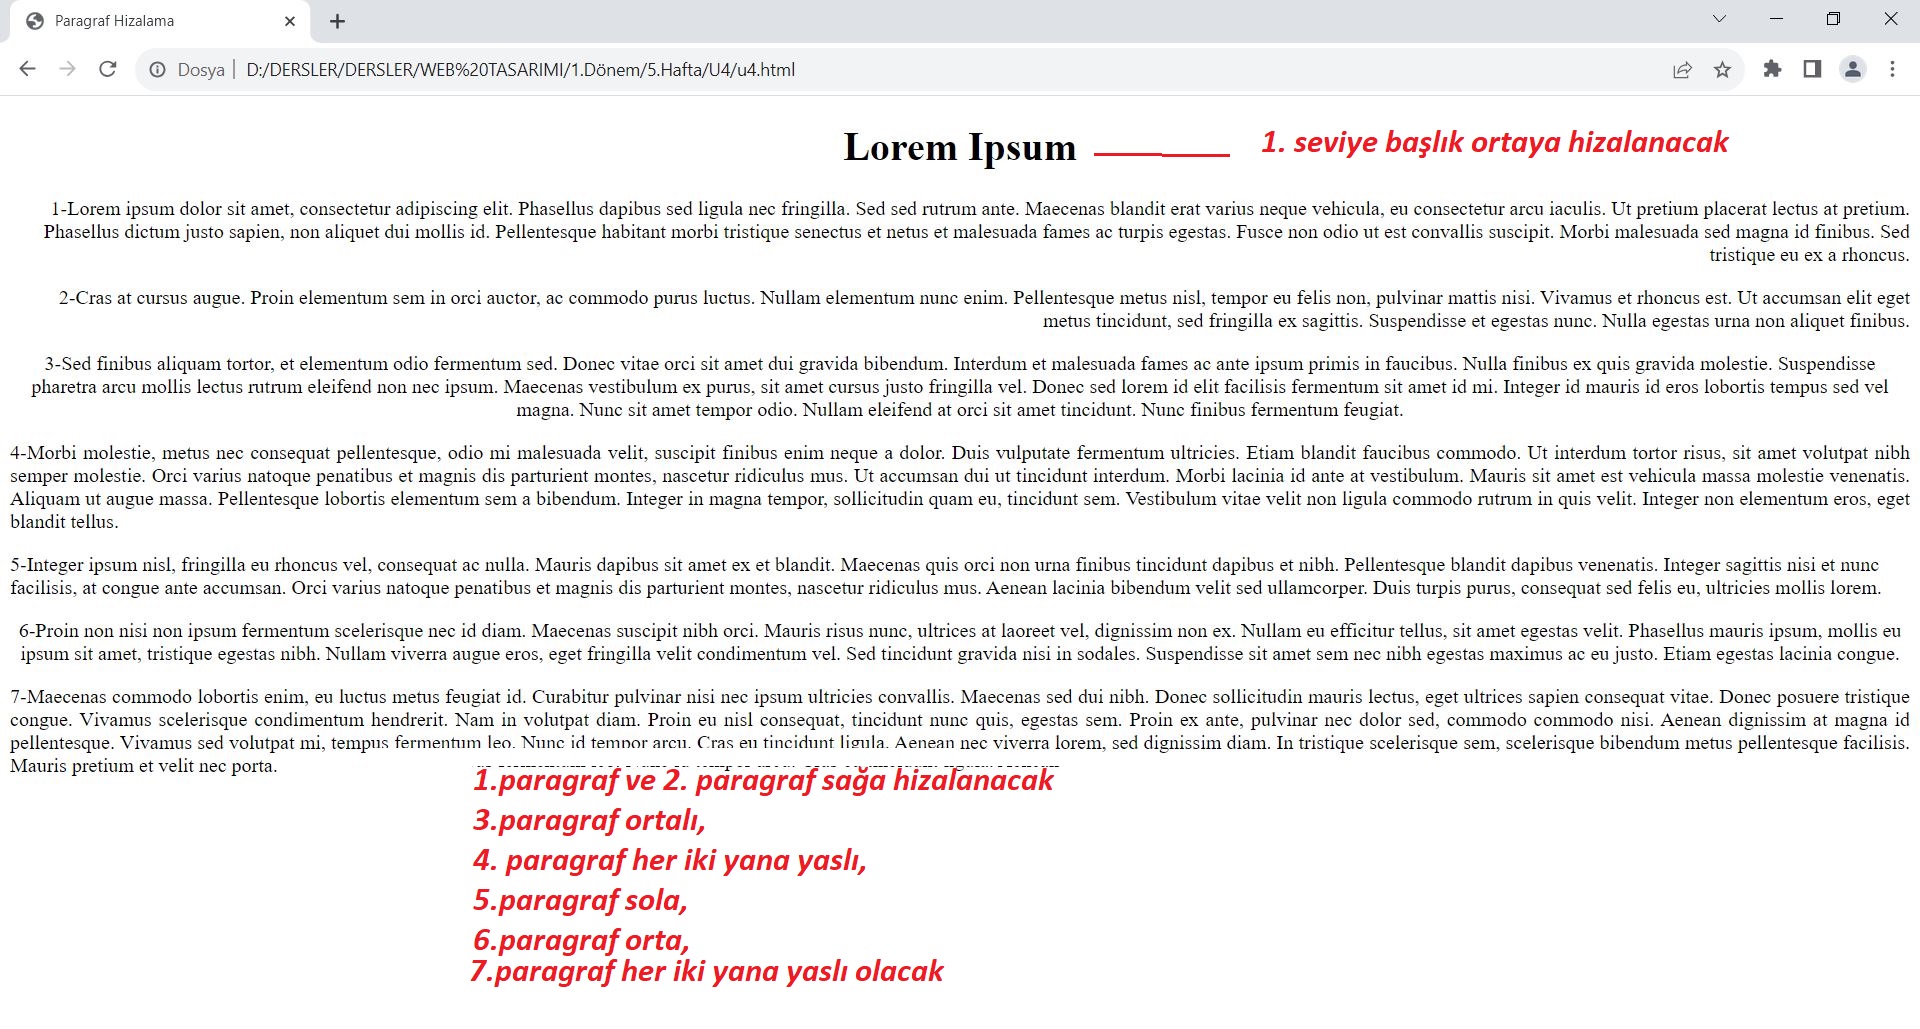 Paragraf Hizalama
Dosya D:/DERSLER/DERSLER/WEB%20TASARIMI/1.Dönem/5.Hafta/U4/u4.html
Lorem Ipsum 1. seviye başlık ortaya hizalanacak
1-Lorem ipsum dolor sit amet, consectetur adipiscing elit. Phasellus dapibus sed ligula nec fringilla. Sed sed rutrum ante. Maecenas blandit erat varius neque vehicula, eu consectetur arcu iaculis. Ut pretium placerat lectus at pretium.
Phasellus dictum justo sapien, non aliquet dui mollis id. Pellentesque habitant morbi tristique senectus et netus et malesuada fames ac turpis egestas. Fusce non odio ut est convallis suscipit. Morbi malesuada sed magna id finibus. Sed
tristique eu ex a rhoncus.
2-Cras at cursus augue. Proin elementum sem in orci auctor, ac commodo purus luctus. Nullam elementum nunc enim. Pellentesque metus nisl, tempor eu felis non, pulvinar mattis nisi. Vivamus et rhoncus est. Ut accumsan elit eget
metus tincidunt, sed fringilla ex sagittis. Suspendisse et egestas nunc. Nulla egestas urna non aliquet finibus.
3-Sed finibus aliquam tortor, et elementum odio fermentum sed. Donec vitae orci sit amet dui gravida bibendum. Interdum et malesuada fames ac ante ipsum primis in faucibus. Nulla finibus ex quis gravida molestie. Suspendisse
pharetra arcu mollis lectus rutrum eleifend non nec ipsum. Maecenas vestibulum ex purus, sit amet cursus justo fringilla vel. Donec sed lorem id elit facilisis fermentum sit amet id mi. Integer id mauris id eros lobortis tempus sed vel
magna. Nunc sit amet tempor odio. Nullam eleifend at orci sit amet tincidunt. Nunc finibus fermentum feugiat.
4-Morbi molestie, metus nec consequat pellentesque, odio mi malesuada velit, suscipit finibus enim neque a dolor. Duis vulputate fermentum ultricies. Etiam blandit faucibus commodo. Ut interdum tortor risus, sit amet volutpat nibh
semper molestie. Orci varius natoque penatibus et magnis dis parturient montes, nascetur ridiculus mus. Ut accumsan dui ut tincidunt interdum. Morbi lacinia id ante at vestibulum. Mauris sit amet est vehicula massa molestie venenatis.
Aliquam ut augue massa. Pellentesque lobortis elementum sem a bibendum. Integer in magna tempor, sollicitudin quam eu, tincidunt sem. Vestibulum vitae velit non ligula commodo rutrum in quis velit. Integer non elementum eros, eget
blandit tellus.
5-Integer ipsum nisl, fringilla eu rhoncus vel, consequat ac nulla. Mauris dapibus sit amet ex et blandit. Maecenas quis orci non urna finibus tincidunt dapibus et nibh. Pellentesque blandit dapibus venenatis. Integer sagittis nisi et nunc
facilisis, at congue ante accumsan. Orci varius natoque penatibus et magnis dis parturient montes, nascetur ridiculus mus. Aenean lacinia bibendum velit sed ullamcorper. Duis turpis purus, consequat sed felis eu, ultricies mollis lorem.
6-Proin non nisi non ipsum fermentum scelerisque nec id diam. Maecenas suscipit nibh orci. Mauris risus nunc, ultrices at laoreet vel, dignissim non ex. Nullam eu efficitur tellus, sit amet egestas velit. Phasellus mauris ipsum, mollis eu
ipsum sit amet, tristique egestas nibh. Nullam viverra augue eros, eget fringilla velit condimentum vel. Sed tincidunt gravida nisi in sodales. Suspendisse sit amet sem nec nibh egestas maximus ac eu justo. Etiam egestas lacinia congue.
7-Maecenas commodo lobortis enim, eu luctus metus feugiat id. Curabitur pulvinar nisi nec ipsum ultricies convallis. Maecenas sed dui nibh. Donec sollicitudin mauris lectus, eget ultrices sapien consequat vitae. Donec posuere tristique
congue. Vivamus scelerisque condimentum hendrerit. Nam in volutpat diam. Proin eu nisl consequat, tincidunt nunc quis, egestas sem. Proin ex ante, pulvinar nec dolor sed, commodo commodo nisi. Aenean dignissim at magna id
pellentesque. Vivamus sed volutpat mi, tempus fermentum leo. Nunc id tempor arcu. Cras eu tincidunt ligula. Aenean nec viverra lorem, sed dignissim diam. In tristique scelerisque sem, scelerisque bibendum metus pellentesque facilisis.
Mauris pretium et velit nec porta.
1.paragraf ve 2. paragraf sağa hizalanacak
3.paragraf ortalı,
4. paragraf her iki yana yaslı,
5.paragraf sola,
6.paragraf orta,
7.paragraf her iki yana yaslı olacak